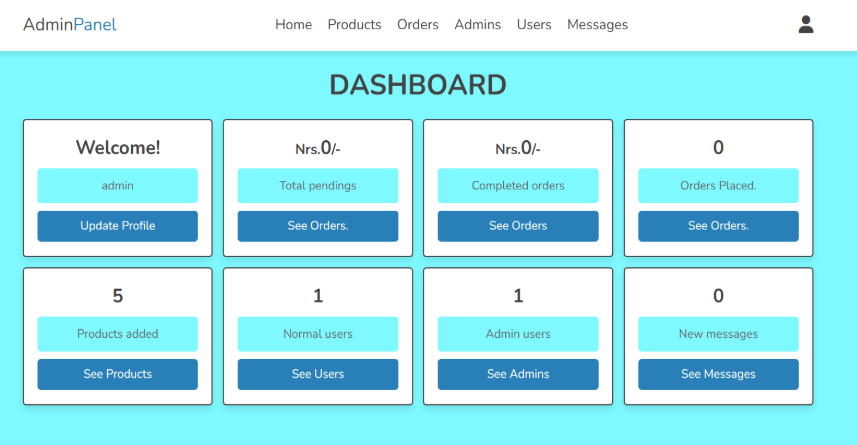 AdminPanel Home Products Orders Admins Users Messages
DASHBOARD
Welcome!
admin
Update Profile
Nrs.0/-
Total pendings
See Orders.
Nrs.0/-
Completed orders
See Orders
0
Orders Placed.
See Orders.
5
Products added
See Products
1
Normal users
See Users
1
Admin users
See Admins
0
New messages
See Messages